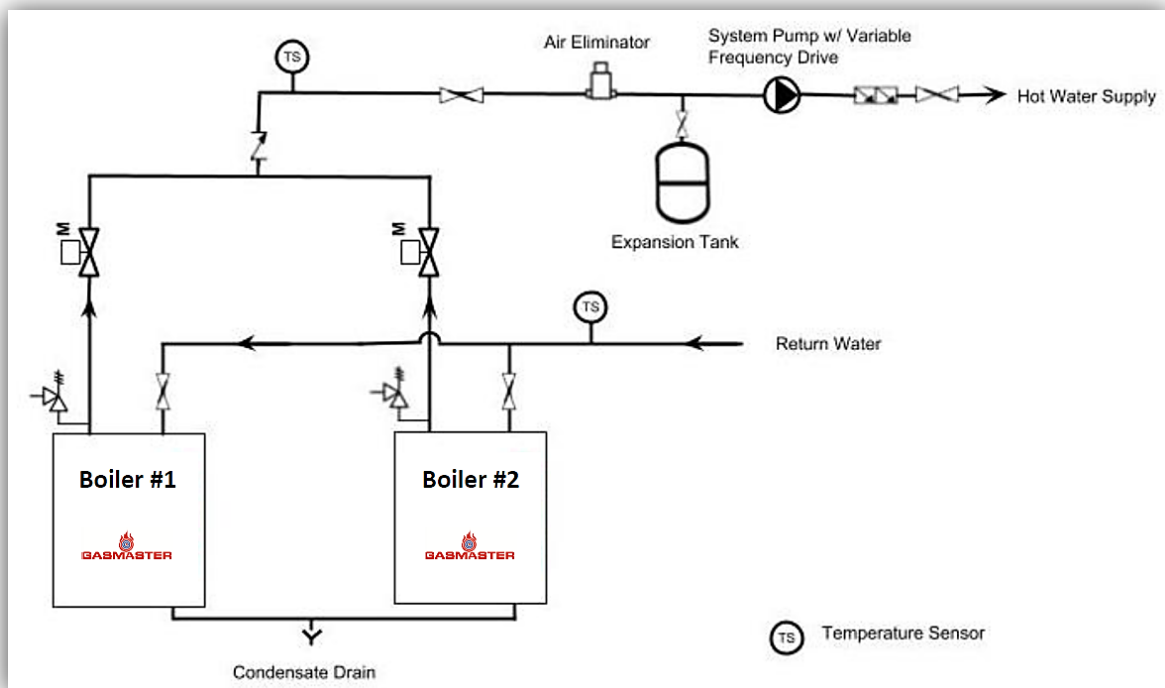 TS
Air Eliminator
System Pump w/ Variable
Frequency Drive
Hot Water Supply
Expansion Tank
M
M
TS
Return Water
Boiler #1
GASMASTER
Boiler #2
GASMASTER
Condensate Drain
TS
Temperature Sensor